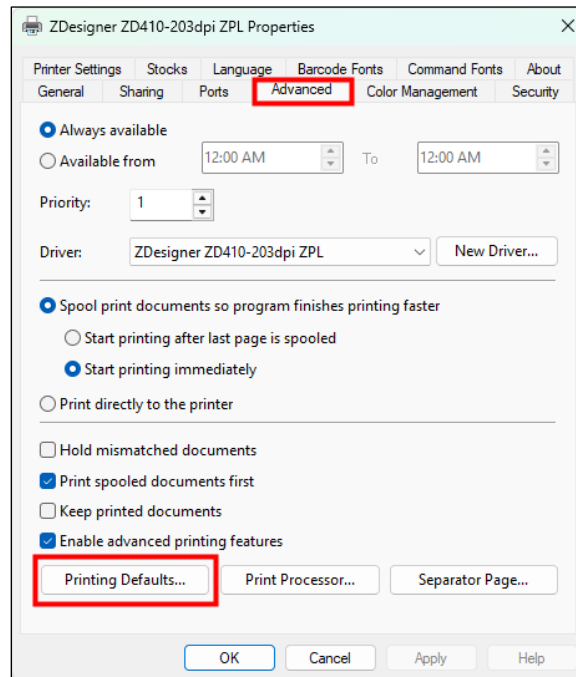 ZDesigner ZD410-203dpi ZPL Properties
Printer Settings Stocks Language Barcode Fonts Command Fonts About
General Sharing Ports Advanced Color Management Security
Always available
Available from 12:00 AM To 12:00 AM
Priority: 1
Driver: ZDesigner ZD410-203dpi ZPL New Driver...
Spool print documents so program finishes printing faster
Start printing after last page is spooled
Start printing immediately
Print directly to the printer
Hold mismatched documents
Print spooled documents first
Keep printed documents
Enable advanced printing features
Printing Defaults... Print Processor... Separator Page...
OK Cancel Apply Help